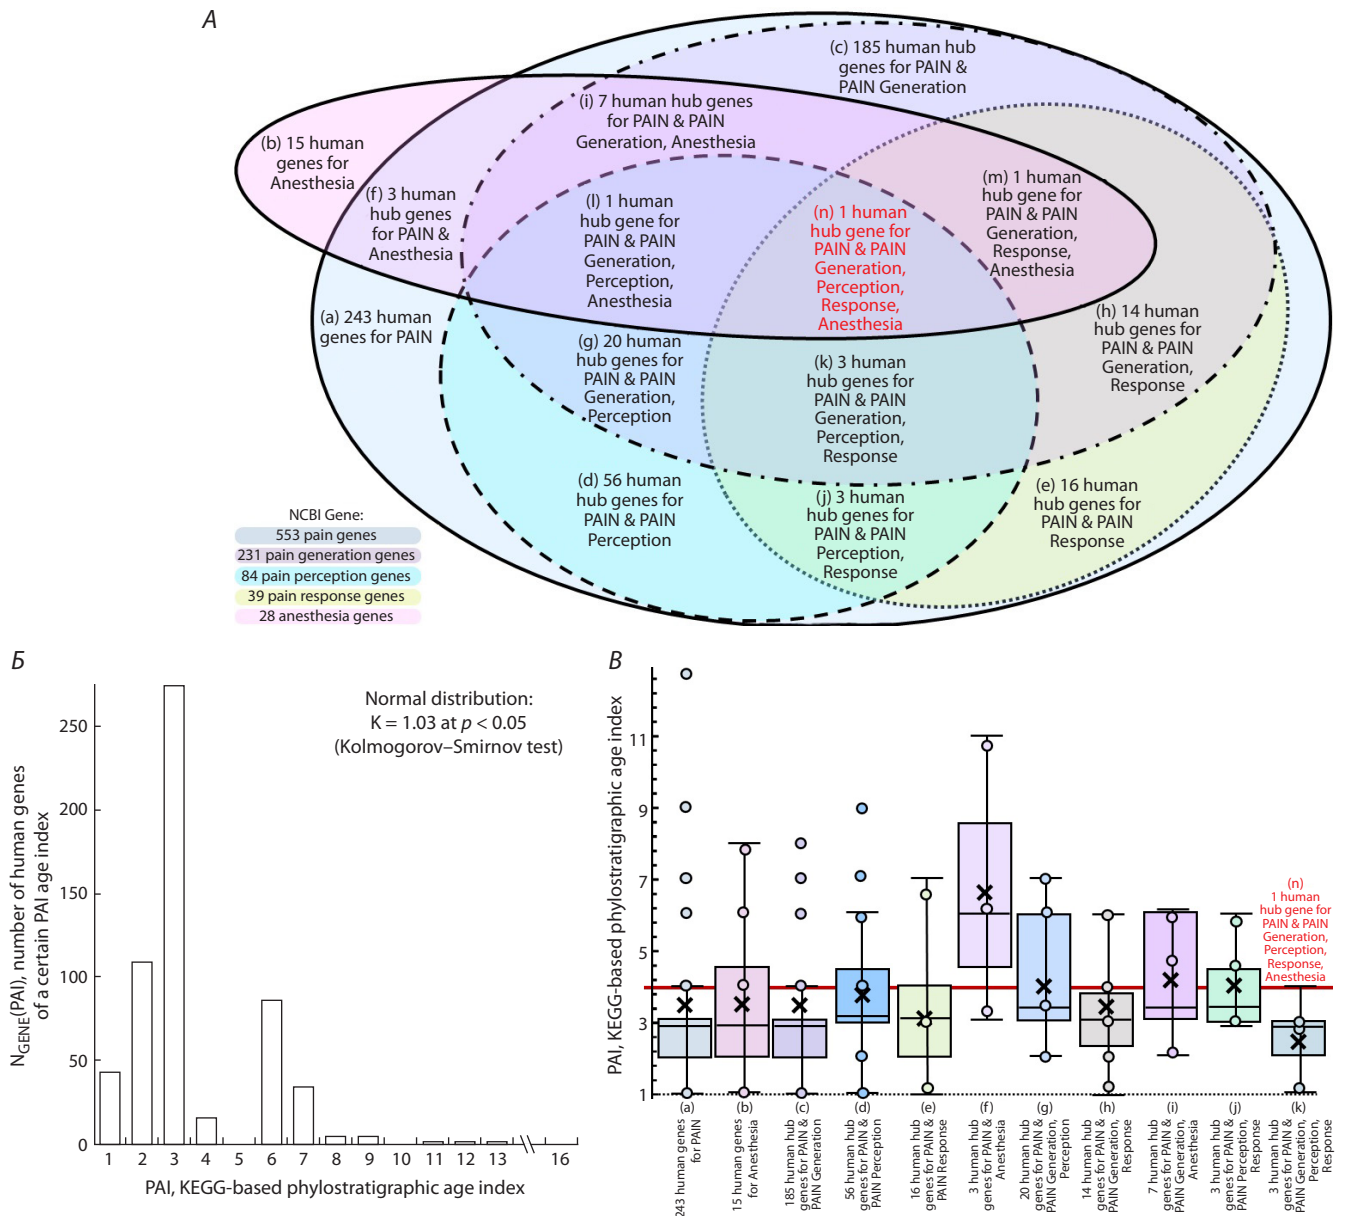 A
(c) 185 human hub
genes for PAIN &
PAIN Generation
(i) 7 human hub genes
for PAIN & PAIN
Generation, Anesthesia
(b) 15 human
genes for
Anesthesia
(f) 3 human
hub genes
for PAIN &
Anesthesia
(l) 1 human
hub gene for
PAIN & PAIN
Generation,
Perception,
Anesthesia
(n) 1 human
hub gene for
PAIN & PAIN
Generation,
Perception,
Response,
Anesthesia
(m) 1 human
hub gene for
PAIN & PAIN
Generation,
Response,
Anesthesia
(a) 243 human
genes for PAIN
(g) 20 human
hub genes for
PAIN & PAIN
Generation,
Perception
(k) 3 human
hub genes for
PAIN & PAIN
Generation,
Perception,
Response
(h) 14 human
hub genes for
PAIN & PAIN
Generation,
Response
(d) 56 human
hub genes for
PAIN & PAIN
Perception
(j) 3 human
hub genes for
PAIN & PAIN
Perception,
Response
(e) 16 human
hub genes for
PAIN & PAIN
Response
NCBI Gene:
553 pain genes
231 pain generation genes
84 pain perception genes
39 pain response genes
28 anesthesia genes
Б
Normal distribution:
K = 1.03 at p < 0.05
(Kolmogorov–Smirnov test)
N_GENE(PAI), number of human genes
of a certain PAI age index
250
200
150
100
50
0
1 2 3 4 5 6 7 8 9 10 11 12 13 16
PAI, KEGG-based phylostratigraphic age index
В
PAI, KEGG-based phylostratigraphic age index
11
9
7
5
3
1
(n)
1 human
hub gene for
PAIN & PAIN
Generation,
Perception,
Response,
Anesthesia
(a)
243 human genes
for PAIN
(b)
15 human genes
for Anesthesia
(c)
185 human hub
genes for PAIN &
PAIN Generation
(d)
56 human hub
genes for PAIN &
PAIN Perception
(e)
16 human hub
genes for PAIN &
PAIN Response
(f)
3 human hub
genes for PAIN &
Anesthesia
(g)
20 human hub
genes for PAIN &
PAIN Generation,
Perception
(h)
14 human hub
genes for PAIN &
PAIN Generation,
Response
(i)
7 human hub
genes for PAIN &
PAIN Generation,
Anesthesia
(j)
3 human hub
genes for PAIN &
PAIN Perception,
Response
(k)
3 human hub
genes for PAIN &
PAIN Generation,
Perception,
Response